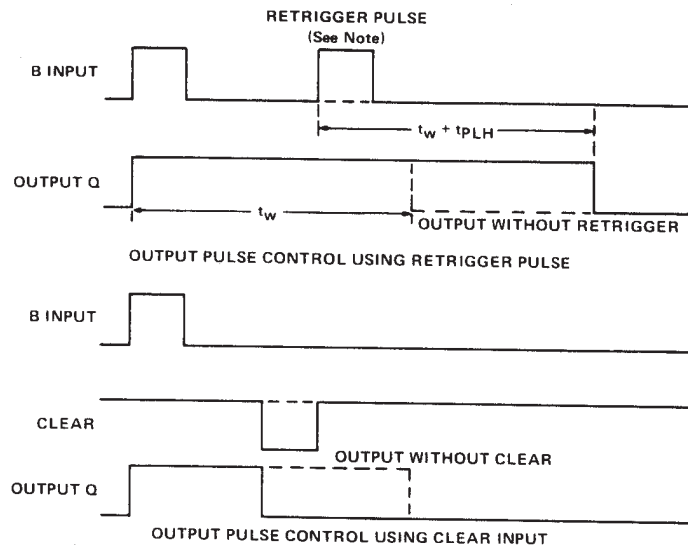 RETRIGGER PULSE
(See Note)
B INPUT
tw + tPLH
OUTPUT Q
tw
OUTPUT WITHOUT RETRIGGER
OUTPUT PULSE CONTROL USING RETRIGGER PULSE
B INPUT
CLEAR
OUTPUT WITHOUT CLEAR
OUTPUT Q
OUTPUT PULSE CONTROL USING CLEAR INPUT